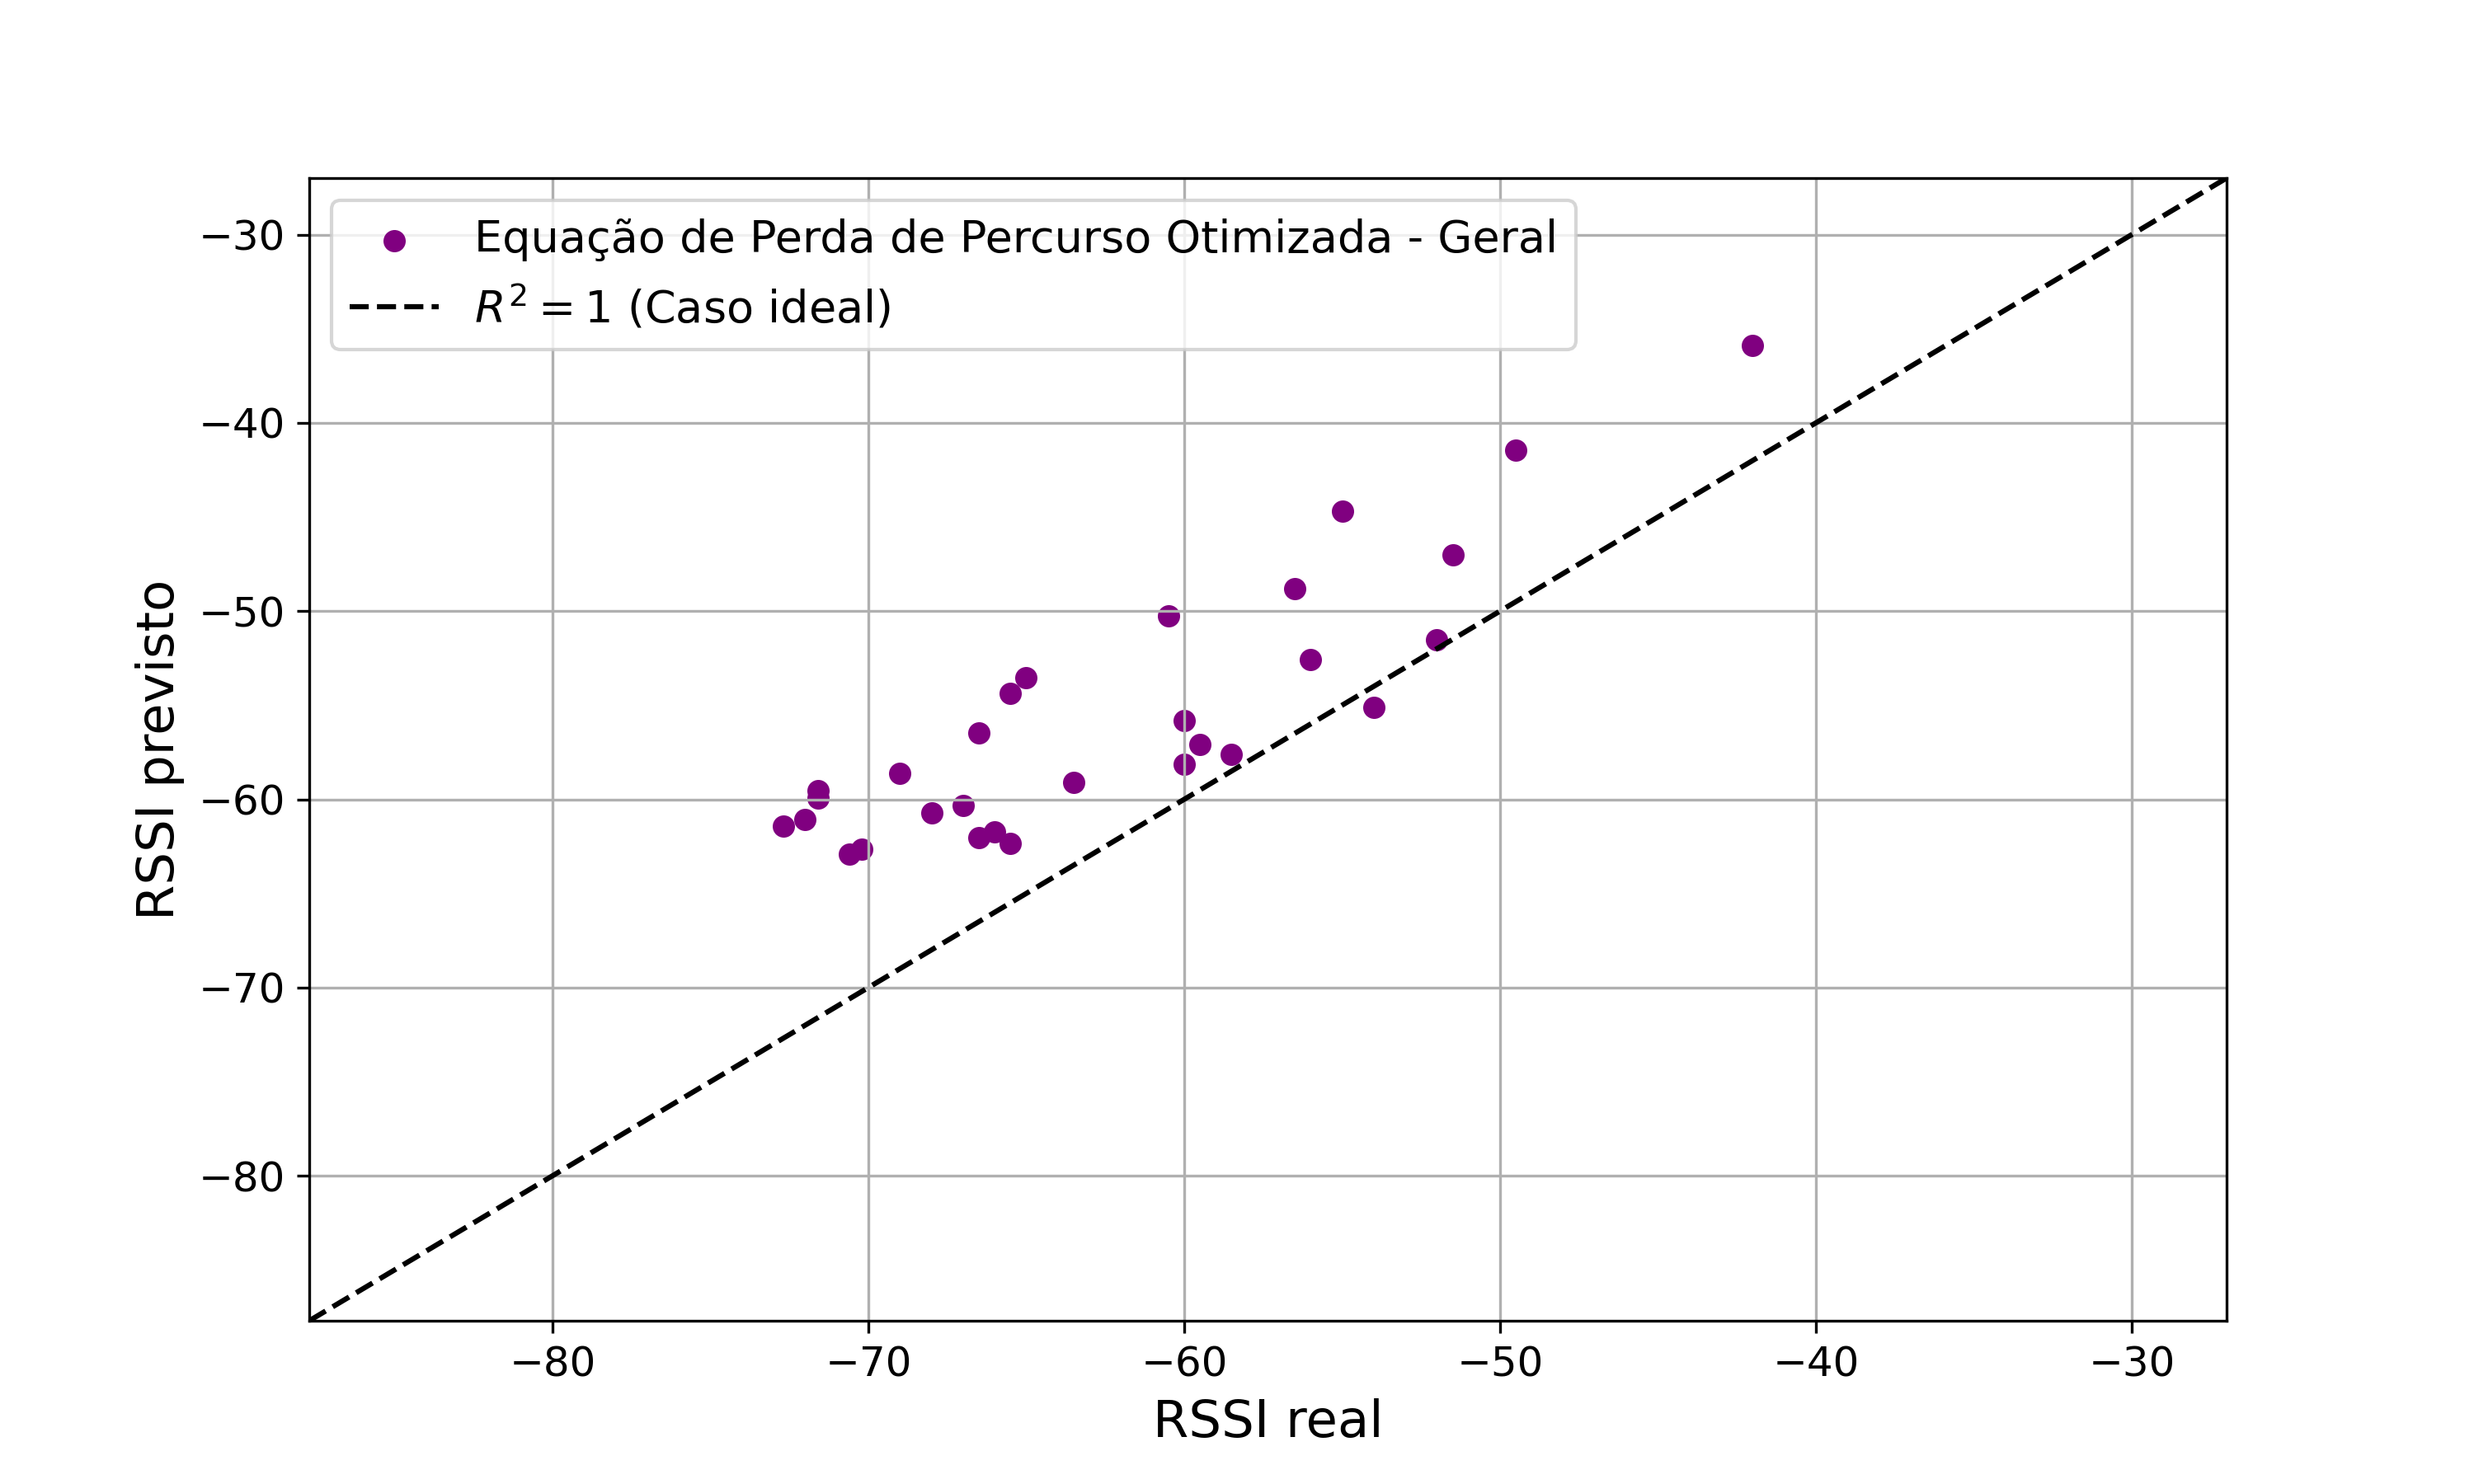 Equação de Perda de Percurso Otimizada - Geral
R² = 1 (Caso ideal)
−30
−40
−50
−60
−70
−80
RSSI previsto
−80 −70 −60 −50 −40 −30
RSSI real